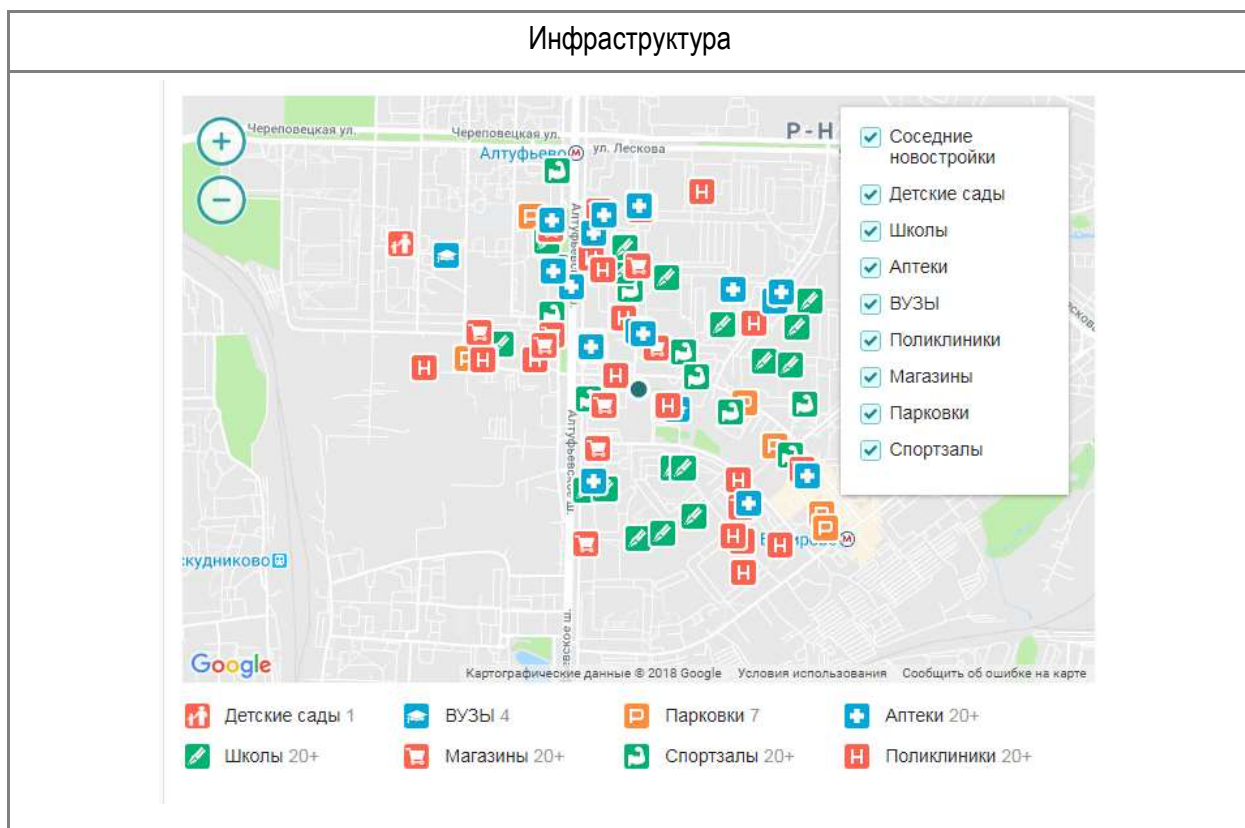 Инфраструктура
Череповецкая ул.
Череповецкая ул.
Алтуфьево
М
ул. Лескова
Р-Н
Соседние
новостройки
Детские сады
Школы
Аптеки
ВУЗЫ
Поликлиники
Магазины
Парковки
Спортзалы
Алтуфьевское ш.
М
Google
Картографические данные © 2018 Google
Условия использования
Сообщить об ошибке на карте
Детские сады 1
ВУЗЫ 4
Парковки 7
Аптеки 20+
Школы 20+
Магазины 20+
Спортзалы 20+
Поликлиники 20+